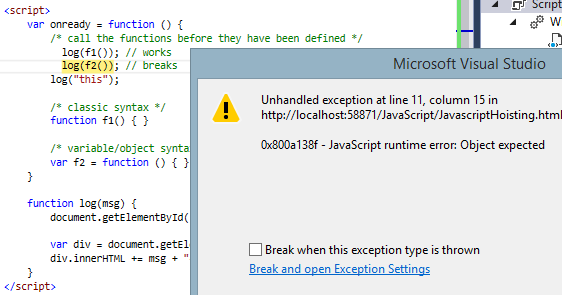 <script>
var onready = function () {
/* call the functions before they have been defined */
log(f1()); // works
log(f2()); // breaks
log("this");
/* classic syntax */
function f1() { }
/* variable/object synta
var f2 = function () { }
}
function log(msg) {
document.getElementById(
var div = document.getEl
div.innerHTML += msg + "
}
</script>
Script
W
Microsoft Visual Studio
Unhandled exception at line 11, column 15 in
http://localhost:58871/JavaScript/JavascriptHoisting.html
0x800a138f - JavaScript runtime error: Object expected
Break when this exception type is thrown
Break and open Exception Settings